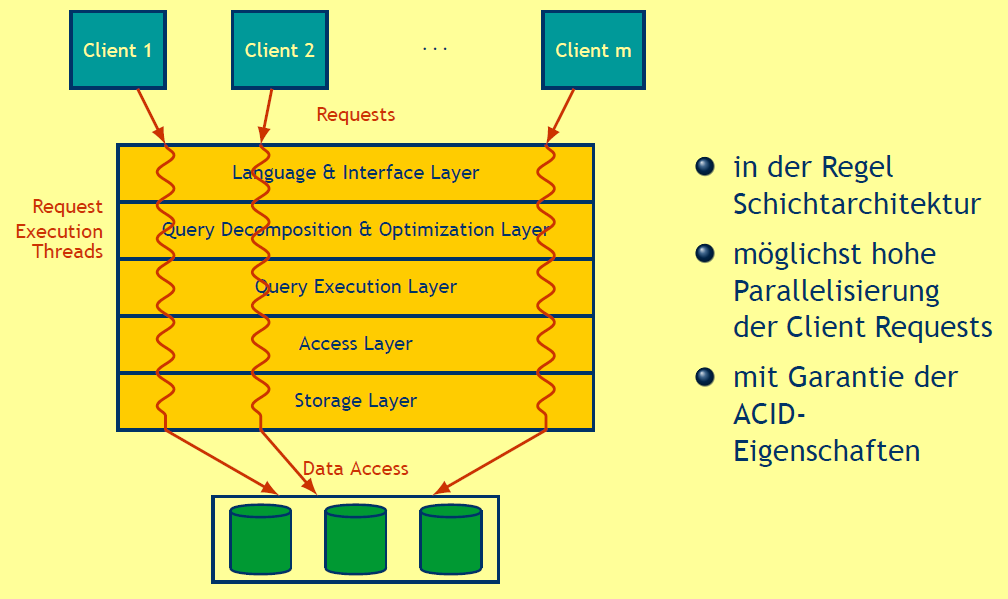 Client 1
Client 2
. . .
Client m
Requests
Language & Interface Layer
Request
Execution
Threads
Query Decomposition & Optimization Layer
Query Execution Layer
Access Layer
Storage Layer
Data Access
in der Regel
Schichtarchitektur
möglichst hohe
Parallelisierung
der Client Requests
mit Garantie der
ACID-
Eigenschaften